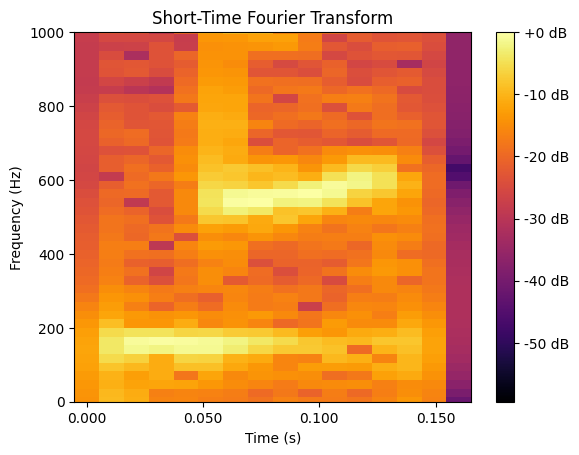 Short-Time Fourier Transform
1000
800
600
400
200
0
Frequency (Hz)
0.000
0.050
0.100
0.150
Time (s)
+0 dB
-10 dB
-20 dB
-30 dB
-40 dB
-50 dB